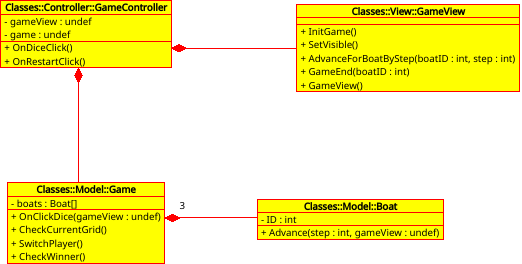 Classes::Controller::GameController
- gameView : undef
- game : undef
+ OnDiceClick()
+ OnRestartClick()
Classes::View::GameView
+ InitGame()
+ SetVisible()
+ AdvanceForBoatByStep(boatID : int, step : int)
+ GameEnd(boatID : int)
+ GameView()
Classes::Model::Game
- boats : Boat[]
+ OnClickDice(gameView : undef)
+ CheckCurrentGrid()
+ SwitchPlayer()
+ CheckWinner()
3
Classes::Model::Boat
- ID : int
+ Advance(step : int, gameView : undef)